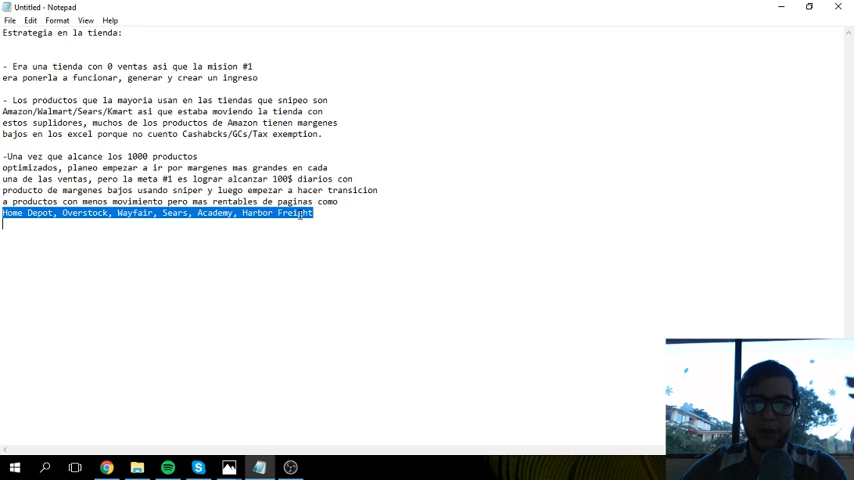 Untitled - Notepad
File Edit Format View Help
Estrategia en la tienda:
- Era una tienda con 0 ventas asi que la mision #1
era ponerla a funcionar, generar y crear un ingreso
- Los productos que la mayoria usan en las tiendas que snipeo son
Amazon/Walmart/Sears/Kmart asi que estaba moviendo la tienda con
estos suplidores, muchos de los productos de Amazon tienen margenes
bajos en los excel porque no cuento Cashabcks/GCs/Tax exemption.
-Una vez que alcance los 1000 productos
optimizados, planeo empezar a ir por margenes mas grandes en cada
una de las ventas, pero la meta #1 es lograr alcanzar 100$ diarios con
producto de margenes bajos usando sniper y luego empezar a hacer transicion
a productos con menos movimiento pero mas rentables de paginas como
Home Depot, Overstock, Wayfair, Sears, Academy, Harbor Freight